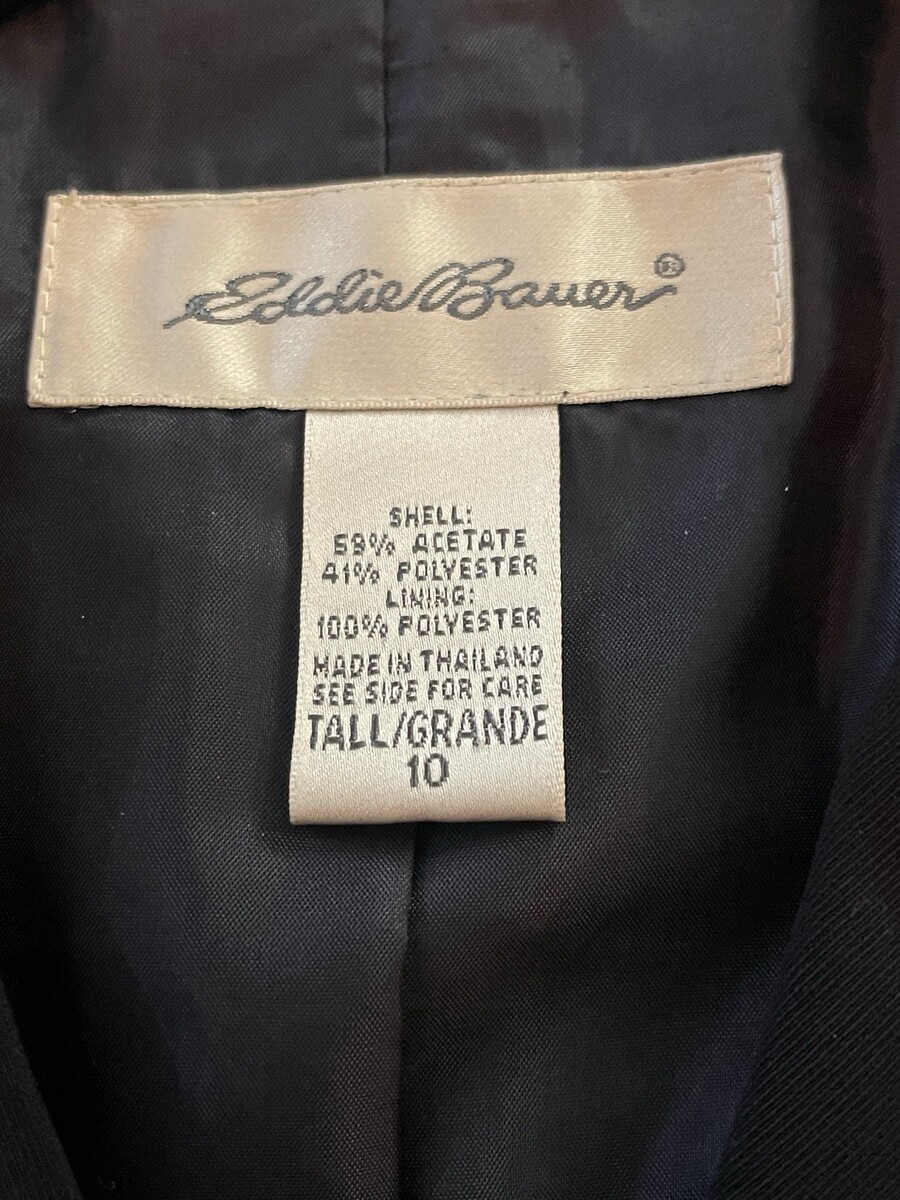 Eddie Bauer®
SHELL:
59% ACETATE
41% POLYESTER
LINING:
100% POLYESTER
MADE IN THAILAND
SEE SIDE FOR CARE
TALL/GRANDE
10